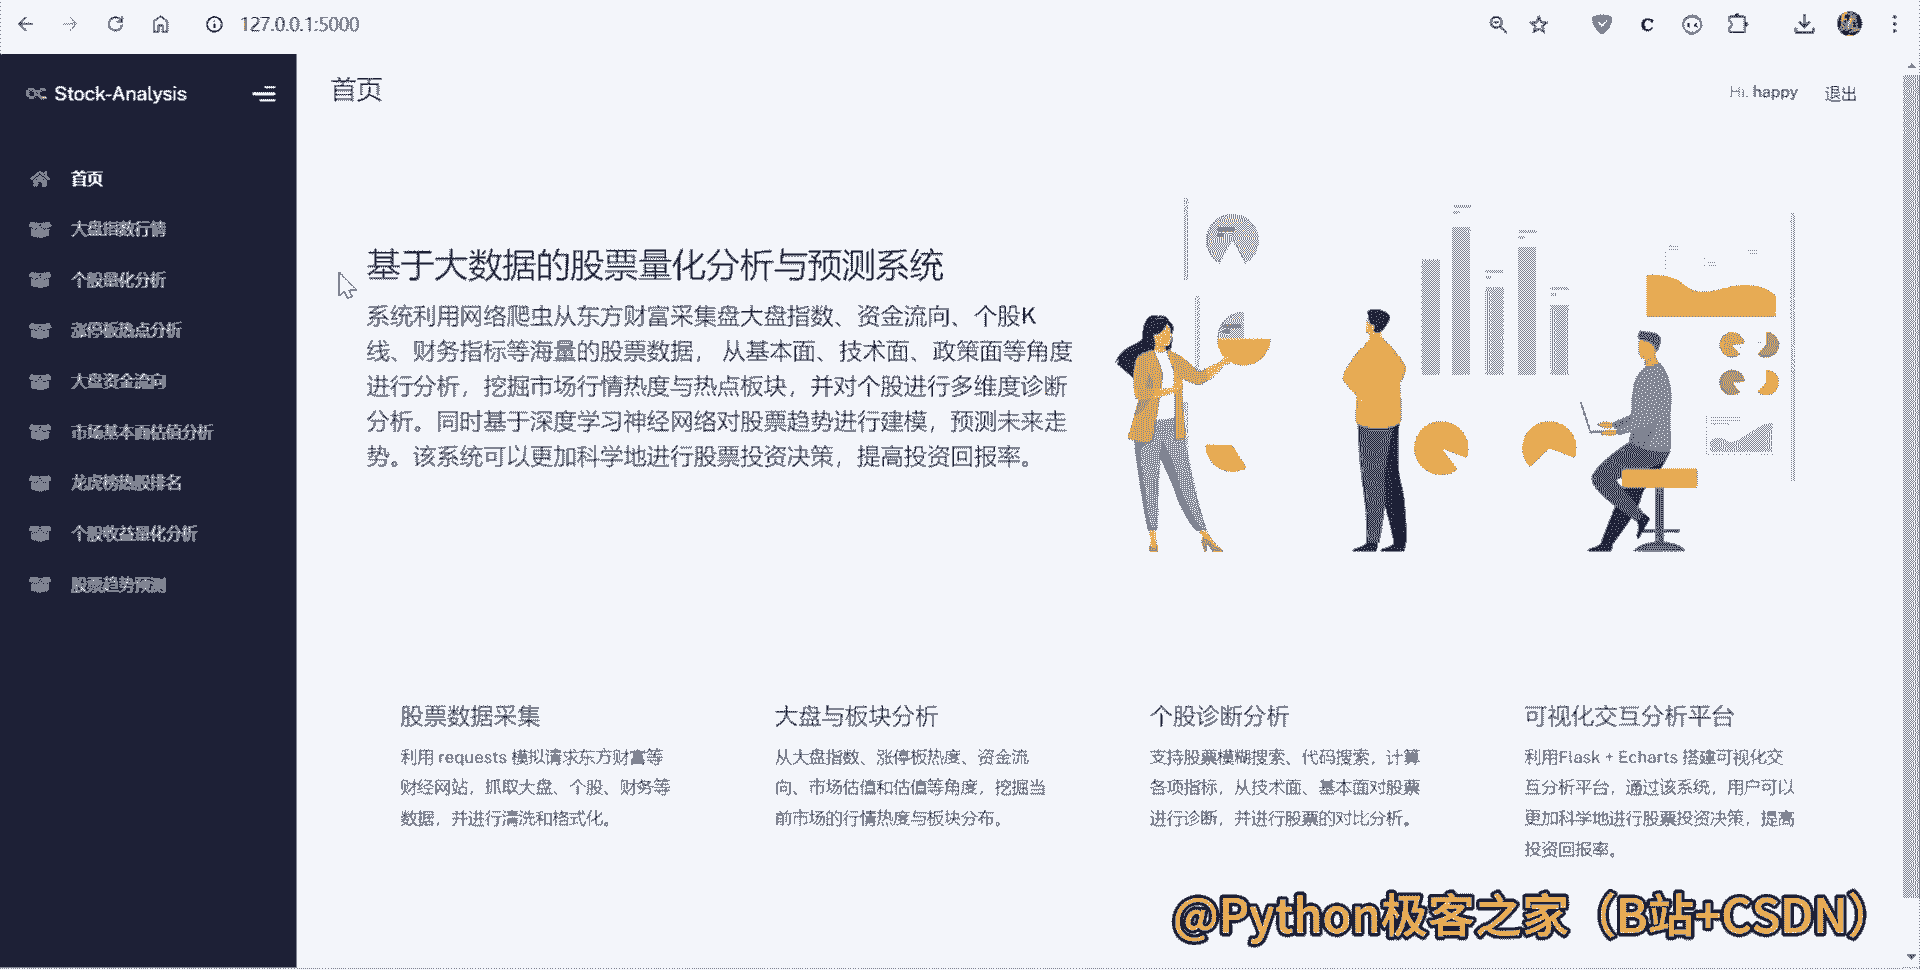 127.0.0.1:5000
Stock-Analysis
首页
Hi, happy
退出
首页
大盘指数行情
个股量化分析
涨停板热点分析
大盘资金流向
市场基本面估值分析
龙虎榜热股排名
个股收益量化分析
股票趋势预测
基于大数据的股票量化分析与预测系统
系统利用网络爬虫从东方财富采集盘大盘指数、资金流向、个股K
线、财务指标等海量的股票数据， 从基本面、技术面、政策面等角度
进行分析，挖掘市场行情热度与热点板块，并对个股进行多维度诊断
分析。同时基于深度学习神经网络对股票趋势进行建模，预测未来走
势。该系统可以更加科学地进行股票投资决策，提高投资回报率。
股票数据采集
利用 requests 模拟请求东方财富等
财经网站，抓取大盘、个股、财务等
数据，并进行清洗和格式化。
大盘与板块分析
从大盘指数、涨停板热度、资金流
向、市场估值和估值等角度，挖掘当
前市场的行情热度与板块分布。
个股诊断分析
支持股票模糊搜索、代码搜索，计算
各项指标，从技术面、基本面对股票
进行诊断，并进行股票的对比分析。
可视化交互分析平台
利用Flask + Echarts 搭建可视化交
互分析平台，通过该系统，用户可以
更加科学地进行股票投资决策，提高
投资回报率。
@Python极客之家（B站+CSDN）